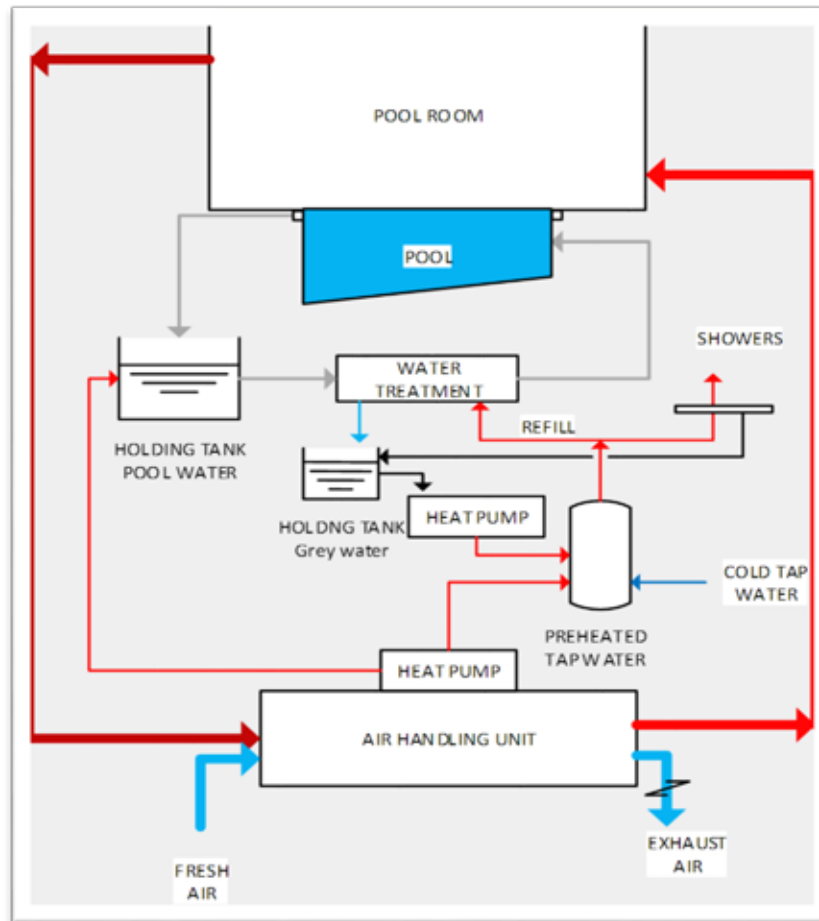 POOL ROOM
POOL
SHOWERS
WATER
TREATMENT
REFILL
HOLDING TANK
POOL WATER
HEAT PUMP
HOLDNG TANK
Grey water
COLD TAP
WATER
PREHEATED
TAP WATER
HEAT PUMP
AIR HANDLING UNIT
FRESH
AIR
EXHAUST
AIR